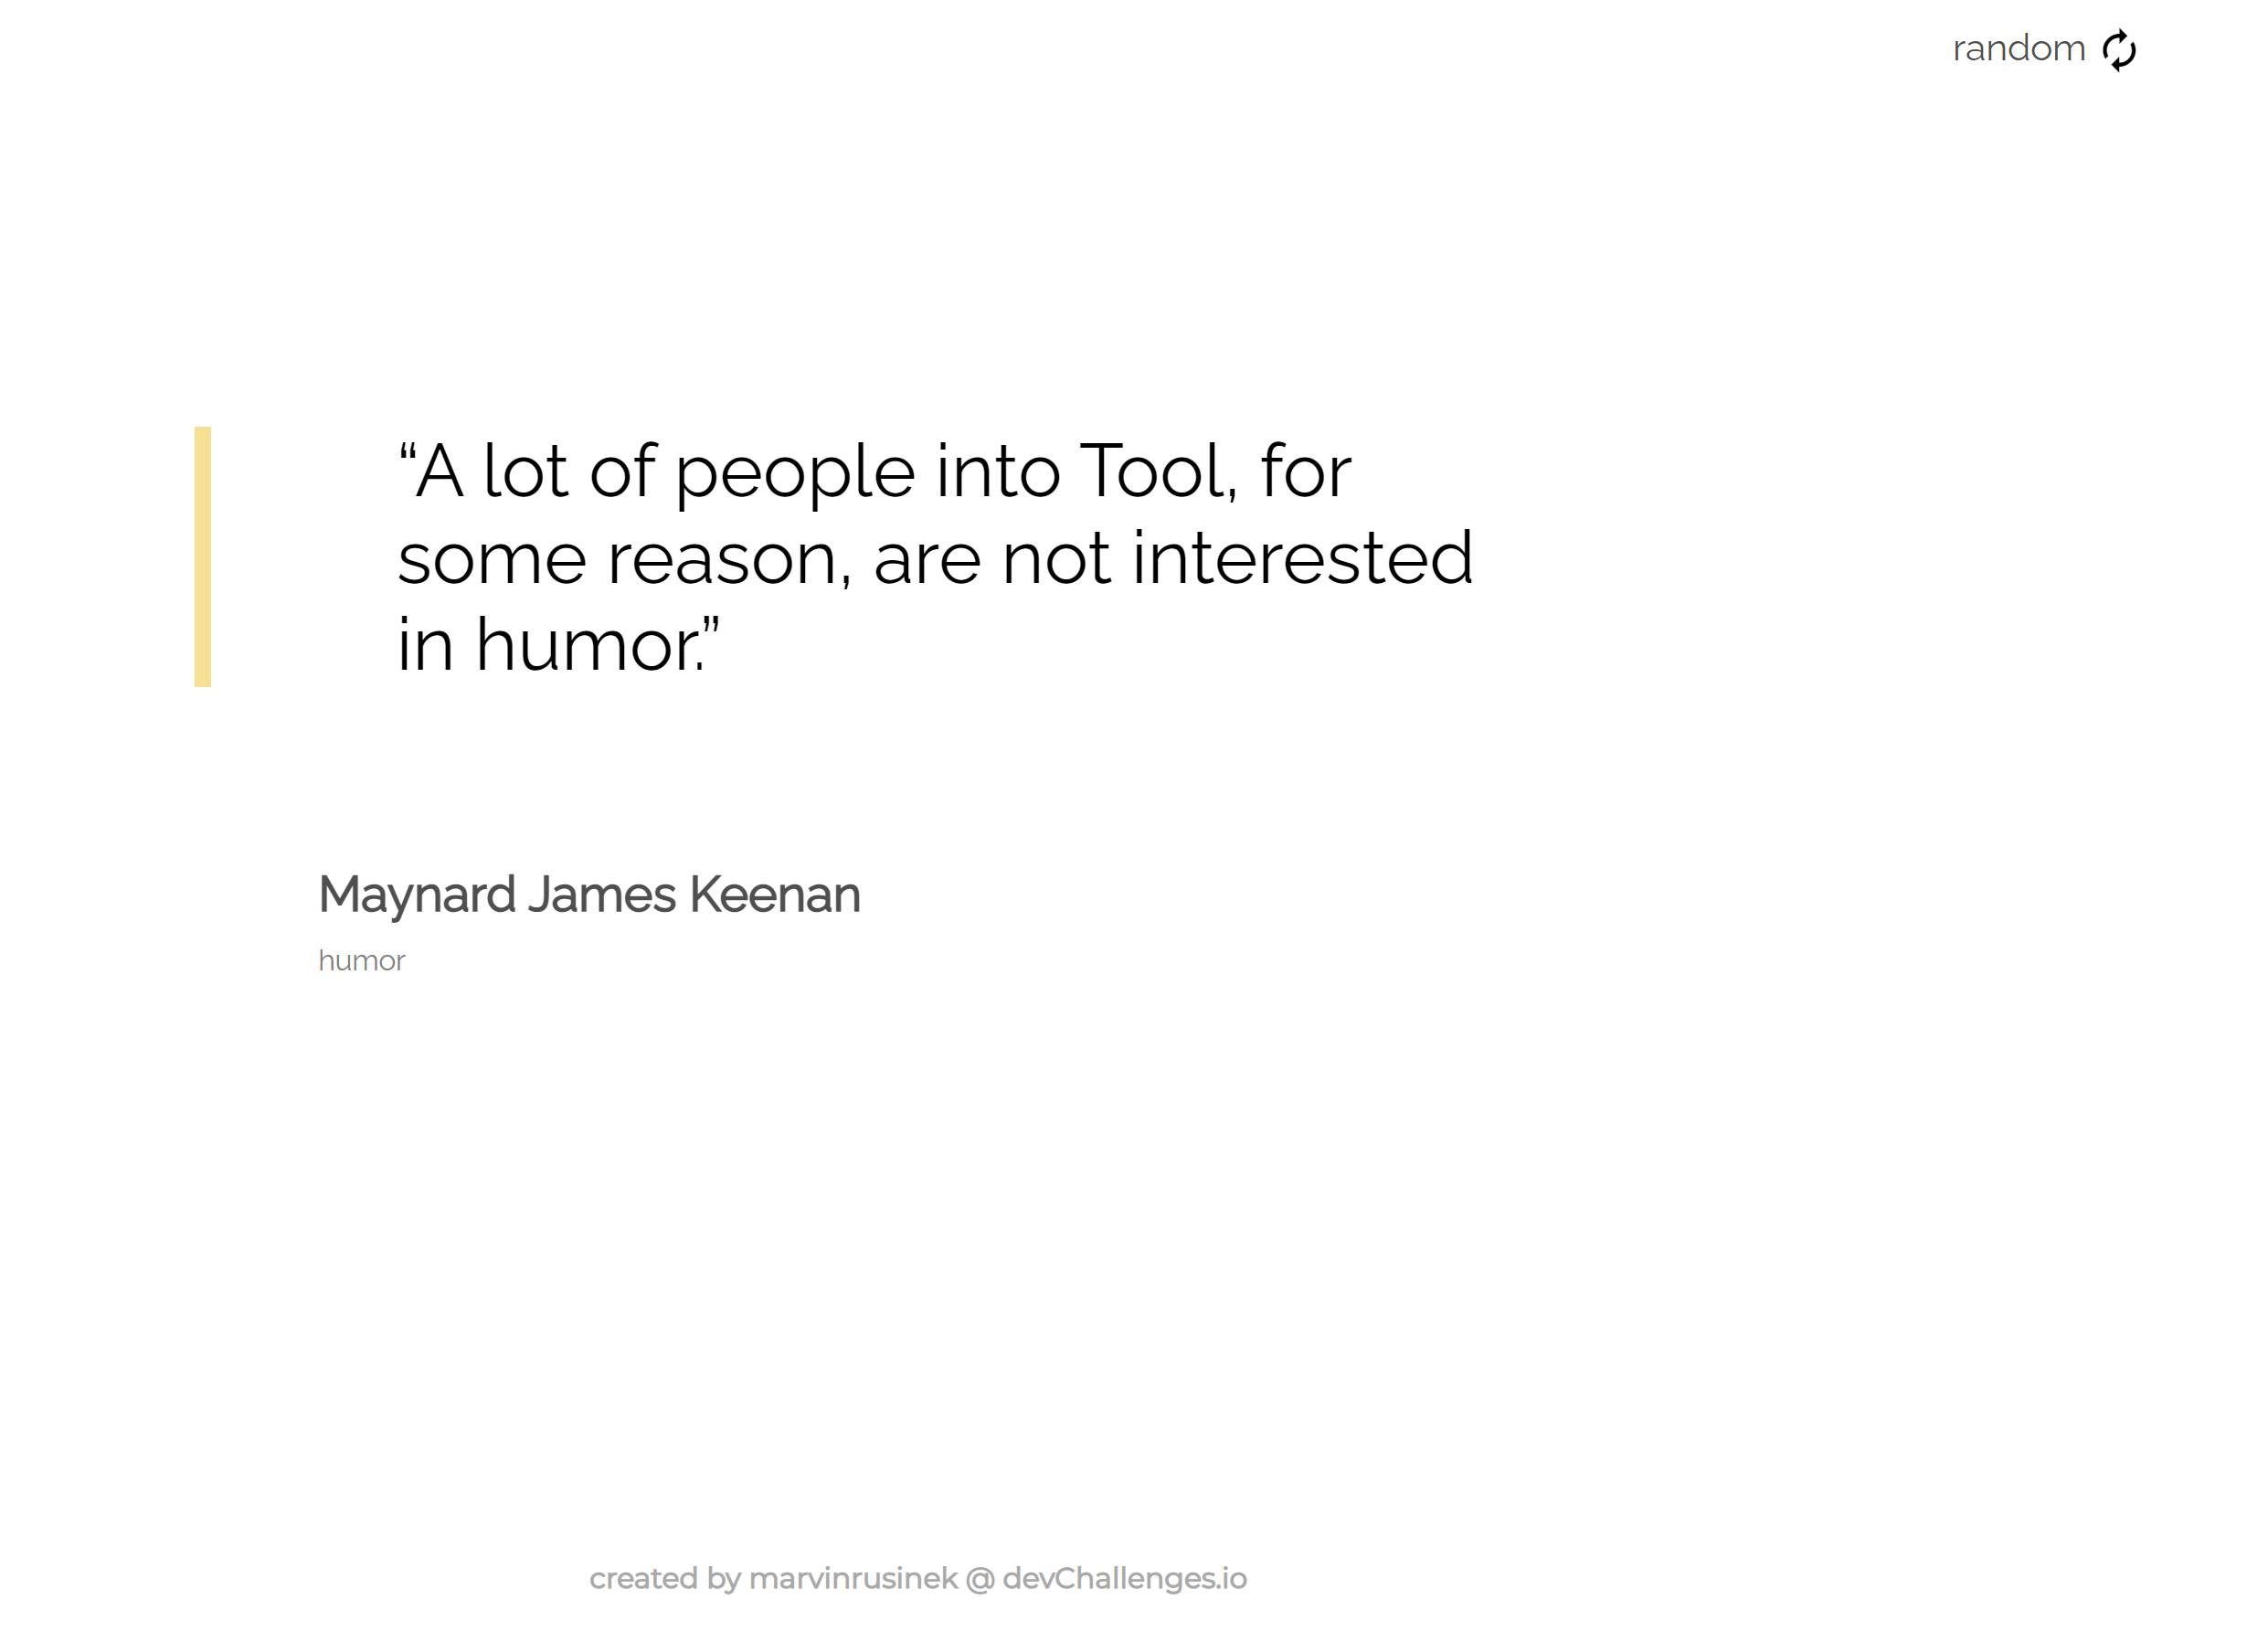 random
“A lot of people into Tool, for
some reason, are not interested
in humor.”
Maynard James Keenan
humor
created by marvinrusinek @ devChallenges.io